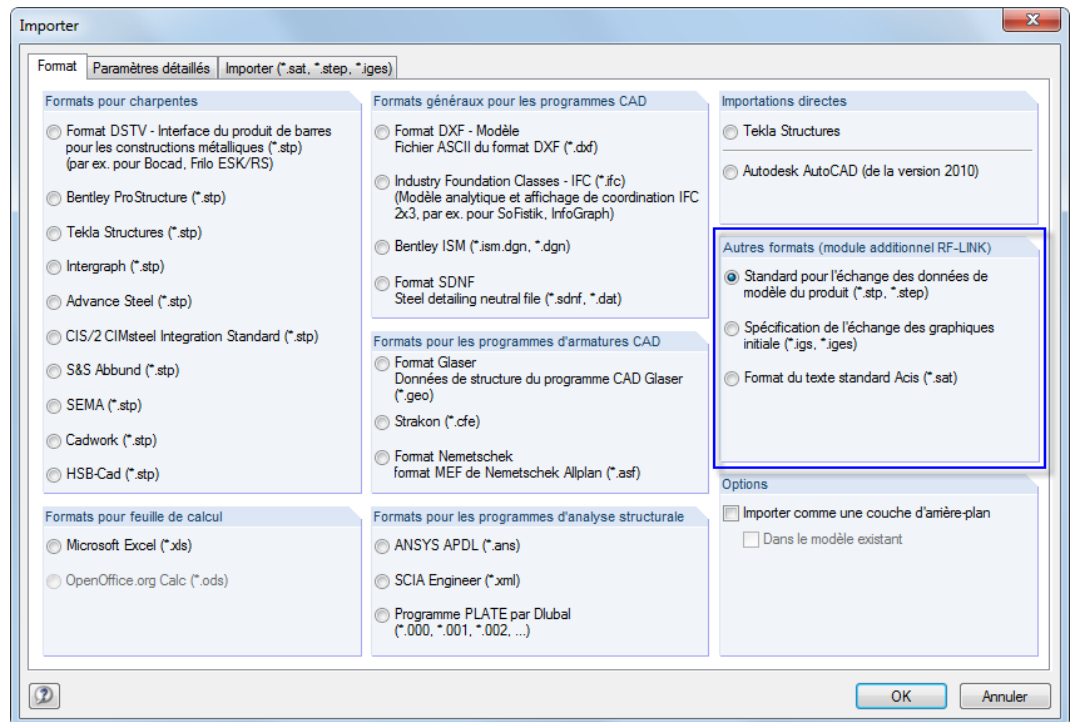 Importer
Format
Paramètres détaillés
Importer (*.sat, *.step, *.iges)
Formats pour charpentes
Format DSTV - Interface du produit de barres
pour les constructions métalliques (*.stp)
(par ex. pour Bocad, Frilo ESK/RS)
Bentley ProStructure (*.stp)
Tekla Structures (*.stp)
Intergraph (*.stp)
Advance Steel (*.stp)
CIS/2 CIMsteel Integration Standard (*.stp)
S&S Abbund (*.stp)
SEMA (*.stp)
Cadwork (*.stp)
HSB-Cad (*.stp)
Formats pour feuille de calcul
Microsoft Excel (*.xls)
OpenOffice.org Calc (*.ods)
Formats généraux pour les programmes CAD
Format DXF - Modèle
Fichier ASCII du format DXF (*.dxf)
Industry Foundation Classes - IFC (*.ifc)
(Modèle analytique et affichage de coordination IFC
2x3, par ex. pour SoFistik, InfoGraph)
Bentley ISM (*.ism.dgn, *.dgn)
Format SDNF
Steel detailing neutral file (*.sdnf, *.dat)
Formats pour les programmes d'armatures CAD
Format Glaser
Données de structure du programme CAD Glaser
(*.geo)
Strakon (*.cfe)
Format Nemetschek
format MEF de Nemetschek Allplan (*.asf)
Formats pour les programmes d'analyse structurale
ANSYS APDL (*.ans)
SCIA Engineer (*.xml)
Programme PLATE par Dlubal
(*.000, *.001, *.002, ...)
Importations directes
Tekla Structures
Autodesk AutoCAD (de la version 2010)
Autres formats (module additionnel RF-LINK)
Standard pour l'échange des données de
modèle du produit (*.stp, *.step)
Spécification de l'échange des graphiques
initiale (*.igs, *.iges)
Format du texte standard Acis (*.sat)
Options
Importer comme une couche d'arrière-plan
Dans le modèle existant
OK
Annuler